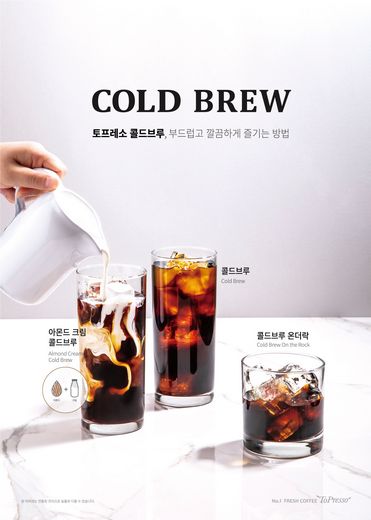 COLD BREW
토프레소 콜드브루, 부드럽고 깔끔하게 즐기는 방법
콜드브루
Cold Brew
아몬드 크림
콜드브루
Almond Cream
Cold Brew
콜드브루 온더락
Cold Brew On the Rock
No.1 FRESH COFFEE ToPresso